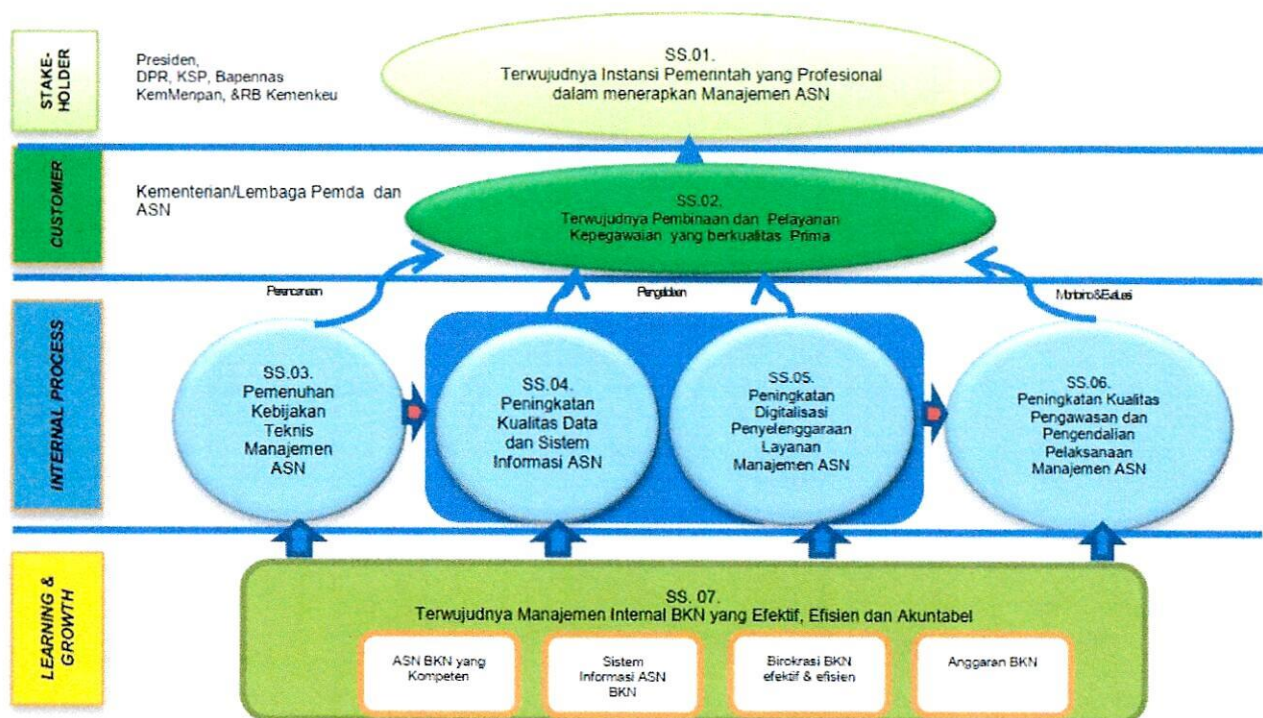 STAKE-
HOLDER
Presiden,
DPR, KSP, Bapennas
KemMenpan, &RB Kemenkeu
SS.01.
Terwujudnya Instansi Pemerintah yang Profesional
dalam menerapkan Manajemen ASN
CUSTOMER
Kementerian/Lembaga Pemda dan
ASN
SS.02.
Terwujudnya Pembinaan dan Pelayanan
Kepegawaian yang berkualitas Prima
Perencanaan
INTERNAL PROCESS
SS.03.
Pemenuhan
Kebijakan
Teknis
Manajemen
ASN
SS.04.
Peningkatan
Kualitas Data
dan Sistem
Informasi ASN
SS.05.
Peningkatan
Digitalisasi
Penyelenggaraan
Layanan
Manajemen ASN
SS.06.
Peningkatan Kualitas
Pengawasan dan
Pengendalian
Pelaksanaan
Manajemen ASN
LEARNING &
GROWTH
SS. 07.
Terwujudnya Manajemen Internal BKN yang Efektif, Efisien dan Akuntabel
ASN BKN yang
Kompeten
Sistem
Informasi ASN
BKN
Birokrasi BKN
efektif & efisien
Anggaran BKN